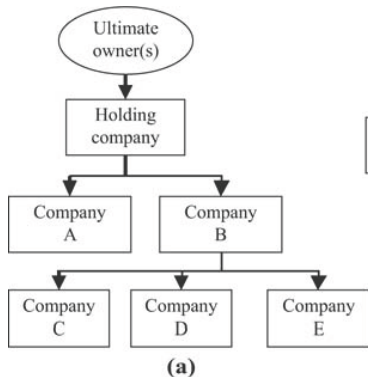 Ultimate
owner(s)
Holding
company
Company
A
Company
B
Company
C
Company
D
Company
E
(a)